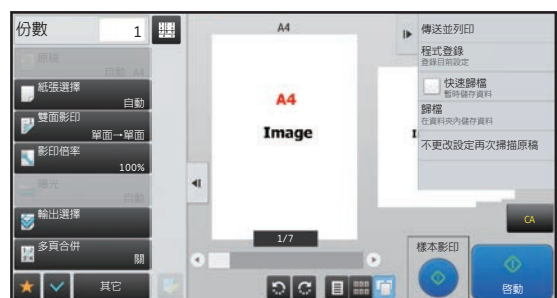 份數 1
原稿
自動 A4
紙張選擇
自動
雙面影印
單面→單面
影印倍率
100%
曝光
自動
輸出選擇
多頁合併
關
其它
A4
A4
Image
I
1/7
傳送並列印
程式登錄
登錄目前設定
快速歸檔
暫時儲存資料
歸檔
在資料夾內儲存資料
不更改設定再次掃描原稿
CA
樣本影印
啓動